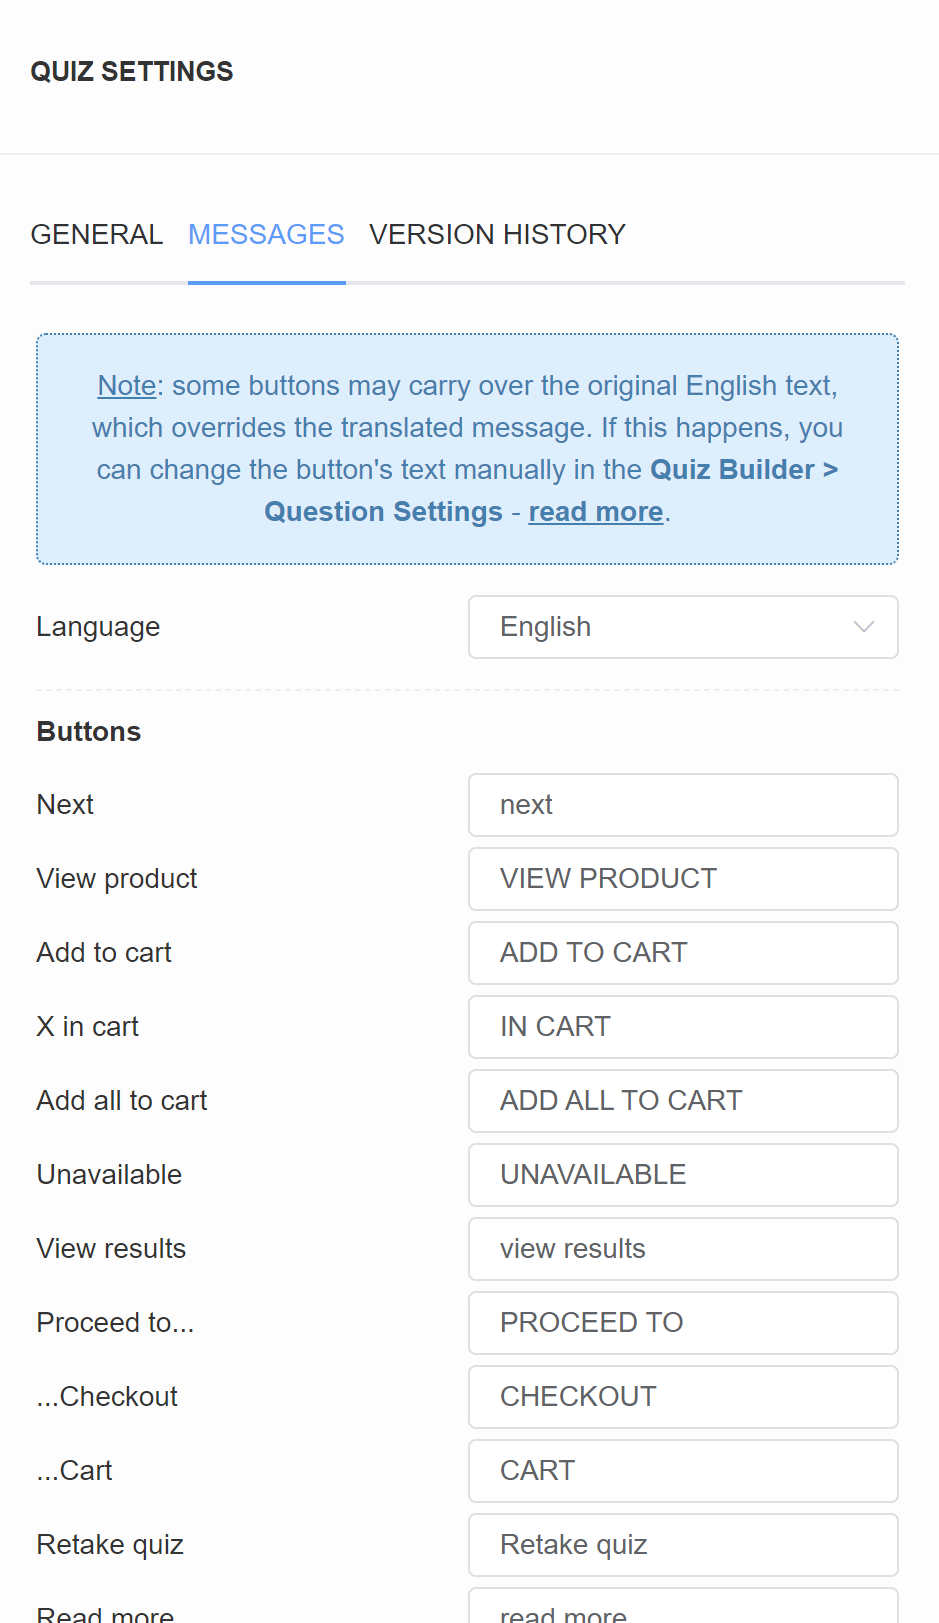 QUIZ SETTINGS
GENERAL MESSAGES VERSION HISTORY
Note: some buttons may carry over the original English text,
which overrides the translated message. If this happens, you
can change the button's text manually in the Quiz Builder >
Question Settings - read more.
Language English
Buttons
Next next
View product VIEW PRODUCT
Add to cart ADD TO CART
X in cart IN CART
Add all to cart ADD ALL TO CART
Unavailable UNAVAILABLE
View results view results
Proceed to... PROCEED TO
...Checkout CHECKOUT
...Cart CART
Retake quiz Retake quiz
Read more read more